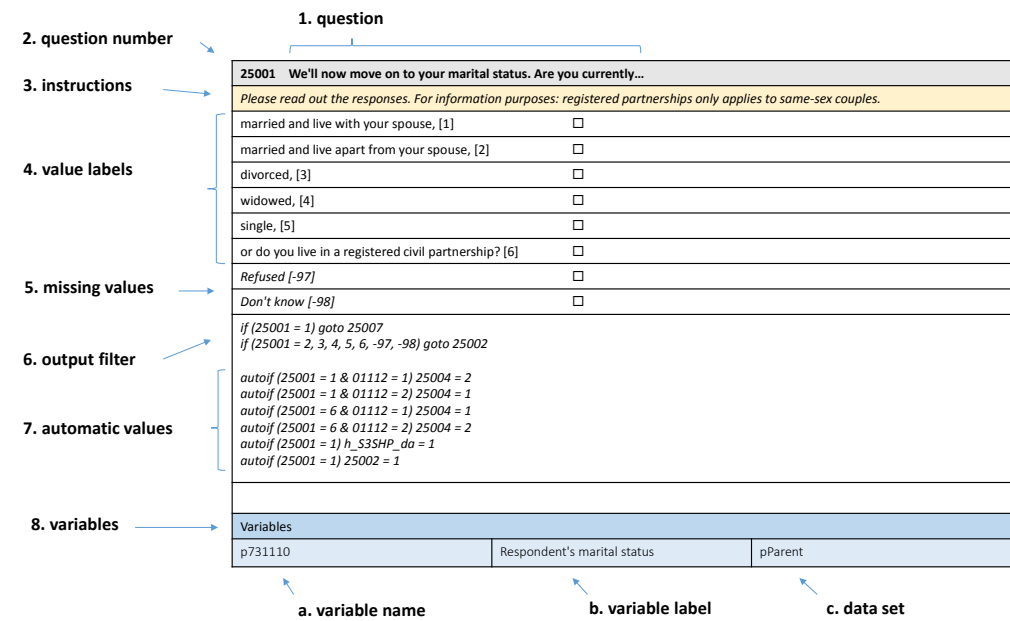 1. question
2. question number
25001 We'll now move on to your marital status. Are you currently…
3. instructions
Please read out the responses. For information purposes: registered partnerships only applies to same-sex couples.
married and live with your spouse, [1]
married and live apart from your spouse, [2]
4. value labels
divorced, [3]
widowed, [4]
single, [5]
or do you live in a registered civil partnership? [6]
5. missing values
Refused [-97]
Don't know [-98]
6. output filter
if (25001 = 1) goto 25007
if (25001 = 2, 3, 4, 5, 6, -97, -98) goto 25002
7. automatic values
autoif (25001 = 1 & 01112 = 1) 25004 = 2
autoif (25001 = 1 & 01112 = 2) 25004 = 1
autoif (25001 = 6 & 01112 = 1) 25004 = 1
autoif (25001 = 6 & 01112 = 2) 25004 = 2
autoif (25001 = 1) h_S3SHP_da = 1
autoif (25001 = 1) 25002 = 1
8. variables
Variables
p731110 Respondent's marital status pParent
a. variable name b. variable label c. data set